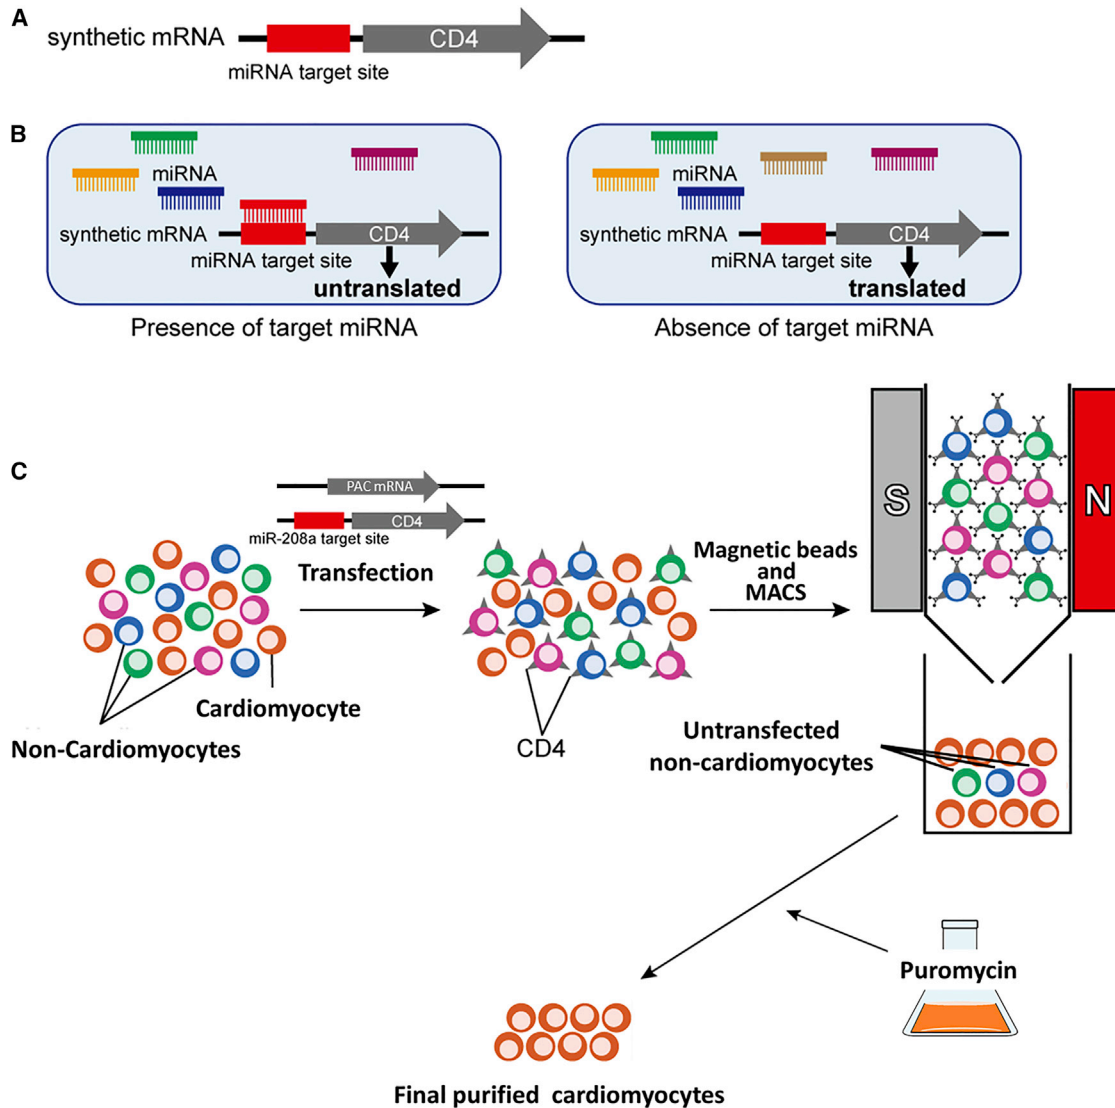 A
synthetic mRNA
CD4
miRNA target site
B
miRNA
synthetic mRNA
CD4
miRNA target site
untranslated
Presence of target miRNA
miRNA
synthetic mRNA
CD4
miRNA target site
translated
Absence of target miRNA
C
PAC mRNA
CD4
miR-208a target site
Transfection
Cardiomyocyte
Non-Cardiomyocytes
CD4
Magnetic beads
and
MACS
S
N
Untransfected
non-cardiomyocytes
Puromycin
Final purified cardiomyocytes